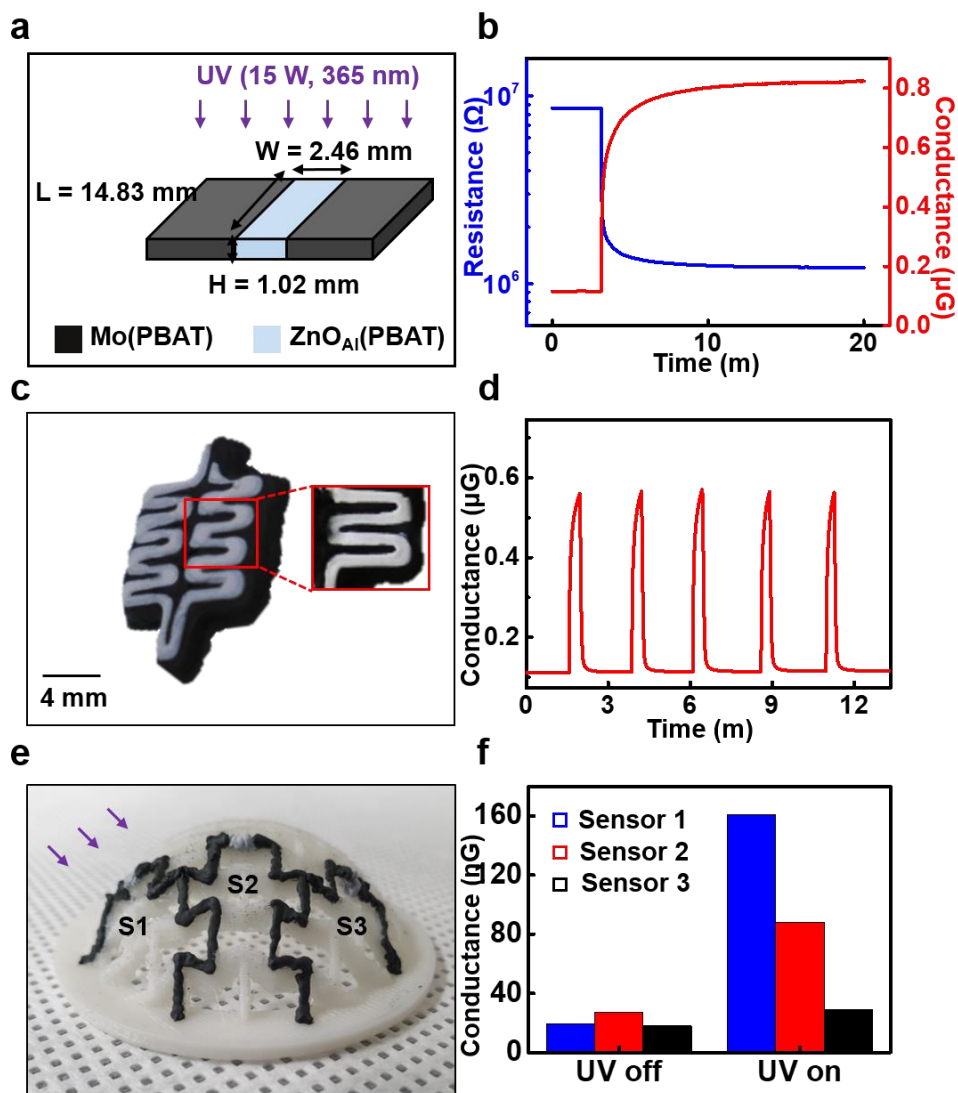 a
UV (15 W, 365 nm)
W = 2.46 mm
L = 14.83 mm
H = 1.02 mm
Mo(PBAT)
ZnOAl(PBAT)
b
Resistance (Ω)
10⁷
10⁶
Conductance (µG)
0.8
0.6
0.4
0.2
0.0
0
10
20
Time (m)
c
4 mm
d
Conductance (µG)
0.6
0.4
0.2
0
3
6
9
12
Time (m)
e
S1
S2
S3
f
Conductance (nG)
160
120
80
40
0
Sensor 1
Sensor 2
Sensor 3
UV off
UV on